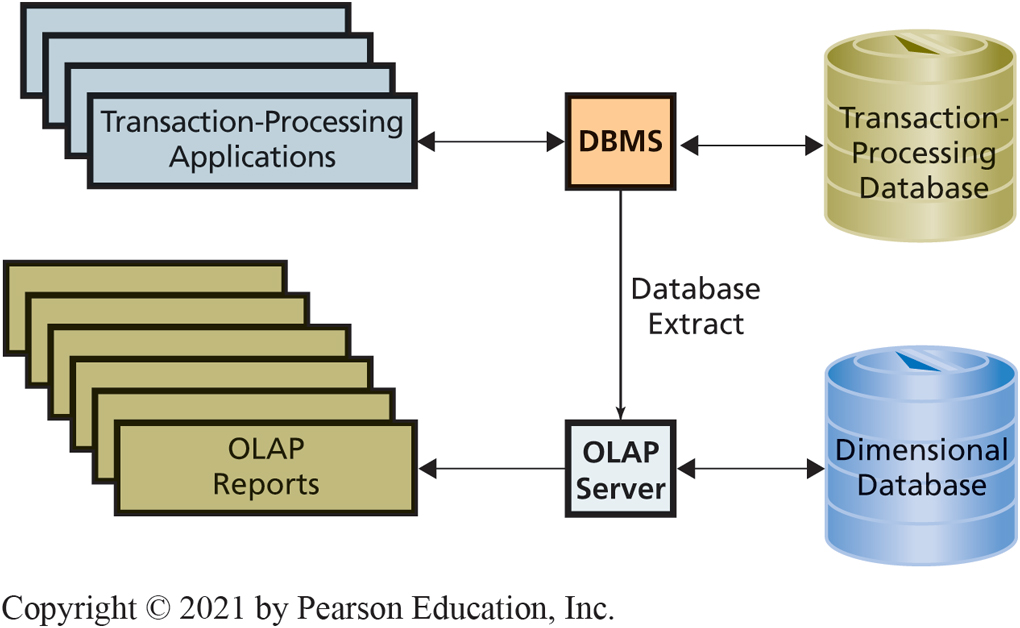 Transaction-Processing
Applications
DBMS
Transaction-
Processing
Database
Database
Extract
OLAP
Reports
OLAP
Server
Dimensional
Database
Copyright © 2021 by Pearson Education, Inc.